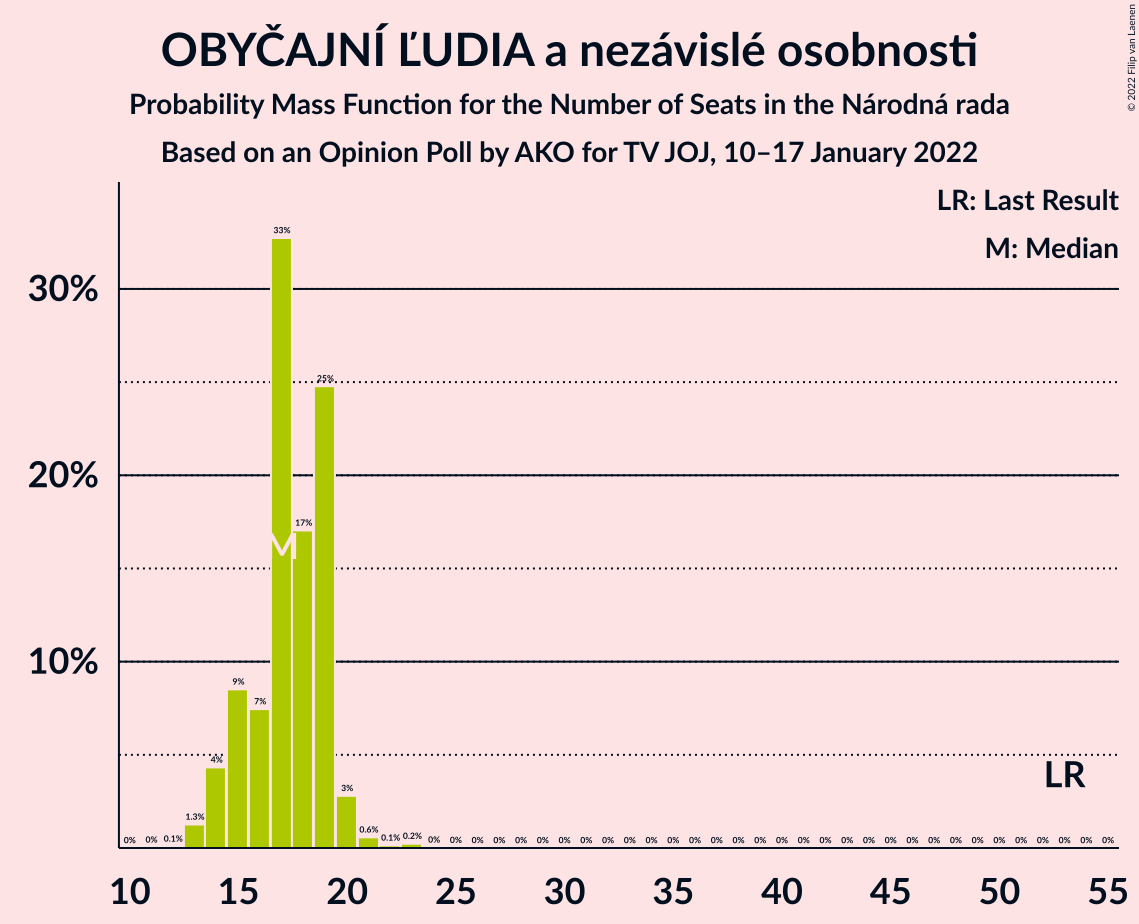 OBYČAJNÍ ĽUDIA a nezávislé osobnosti
Probability Mass Function for the Number of Seats in the Národná rada
Based on an Opinion Poll by AKO for TV JOJ, 10–17 January 2022
© 2022 Filip van Laenen
LR: Last Result
M: Median
30%
20%
10%
0% 0% 0.1% 1.3% 4% 9% 7% 33% 17% 25% 3% 0.6% 0.1% 0.2% 0% 0% 0% 0% 0% 0% 0% 0% 0% 0% 0% 0% 0% 0% 0% 0% 0% 0% 0% 0% 0% 0% 0% 0% 0% 0% 0% 0% 0% 0% 0% 0%
M
LR
10 15 20 25 30 35 40 45 50 55